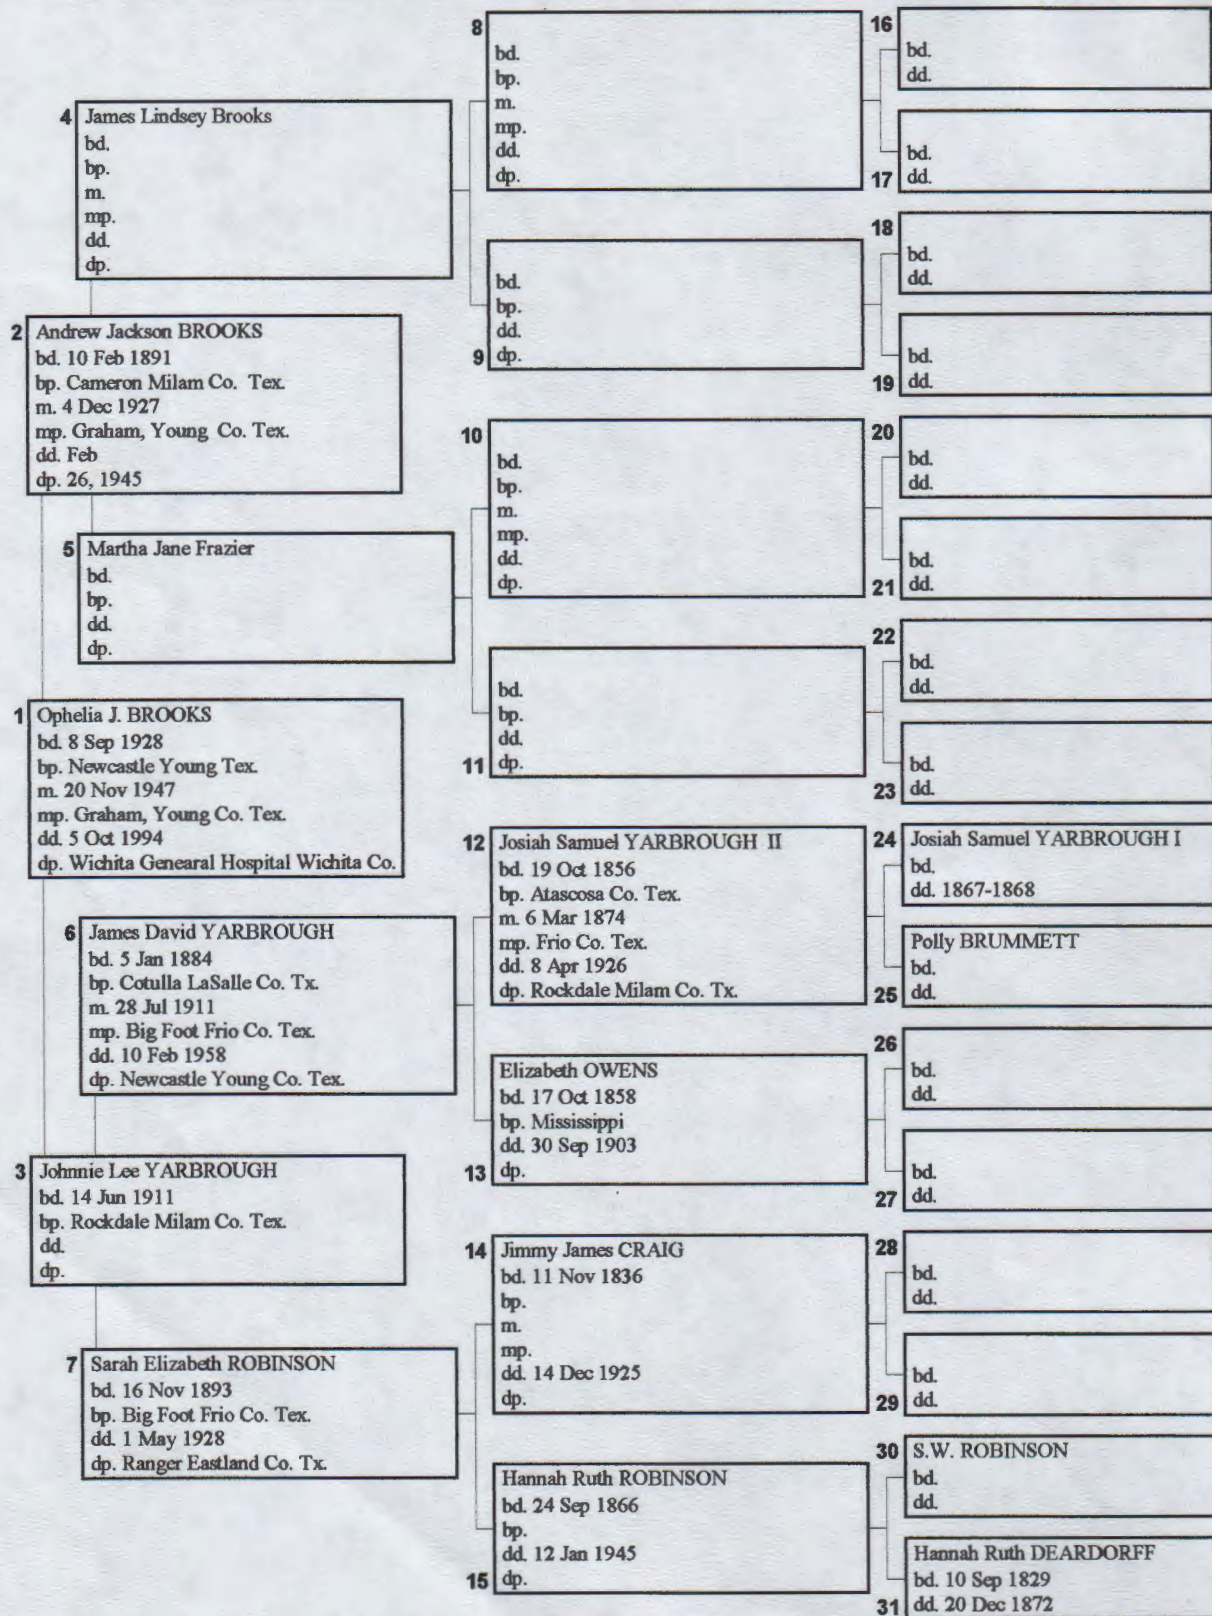 4 James Lindsey Brooks
bd.
bp.
m.
mp.
dd.
dp.
2 Andrew Jackson BROOKS
bd. 10 Feb 1891
bp. Cameron Milam Co. Tex.
m. 4 Dec 1927
mp. Graham, Young Co. Tex.
dd. Feb
dp. 26, 1945
5 Martha Jane Frazier
bd.
bp.
dd.
dp.
1 Ophelia J. BROOKS
bd. 8 Sep 1928
bp. Newcastle Young Tex.
m. 20 Nov 1947
mp. Graham, Young Co. Tex.
dd. 5 Oct 1994
dp. Wichita Genearal Hospital Wichita Co.
6 James David YARBROUGH
bd. 5 Jan 1884
bp. Cotulla LaSalle Co. Tx.
m. 28 Jul 1911
mp. Big Foot Frio Co. Tex.
dd. 10 Feb 1958
dp. Newcastle Young Co. Tex.
3 Johnnie Lee YARBROUGH
bd. 14 Jun 1911
bp. Rockdale Milam Co. Tex.
dd.
dp.
7 Sarah Elizabeth ROBINSON
bd. 16 Nov 1893
bp. Big Foot Frio Co. Tex.
dd. 1 May 1928
dp. Ranger Eastland Co. Tx.
8
bd.
bp.
m.
mp.
dd.
dp.
bd.
bp.
dd.
9 dp.
10
bd.
bp.
m.
mp.
dd.
dp.
bd.
bp.
dd.
11 dp.
12 Josiah Samuel YARBROUGH II
bd. 19 Oct 1856
bp. Atascosa Co. Tex.
m. 6 Mar 1874
mp. Frio Co. Tex.
dd. 8 Apr 1926
dp. Rockdale Milam Co. Tx.
Elizabeth OWENS
bd. 17 Oct 1858
bp. Mississippi
dd. 30 Sep 1903
13 dp.
14 Jimmy James CRAIG
bd. 11 Nov 1836
bp.
m.
mp.
dd. 14 Dec 1925
dp.
Hannah Ruth ROBINSON
bd. 24 Sep 1866
bp.
dd. 12 Jan 1945
15 dp.
16
bd.
dd.
bd.
17 dd.
18
bd.
dd.
bd.
19 dd.
20
bd.
dd.
bd.
21 dd.
22
bd.
dd.
bd.
23 dd.
24 Josiah Samuel YARBROUGH I
bd.
dd. 1867-1868
Polly BRUMMETT
bd.
25 dd.
26
bd.
dd.
bd.
27 dd.
28
bd.
dd.
bd.
29 dd.
30 S.W. ROBINSON
bd.
dd.
Hannah Ruth DEARDORFF
bd. 10 Sep 1829
31 dd. 20 Dec 1872